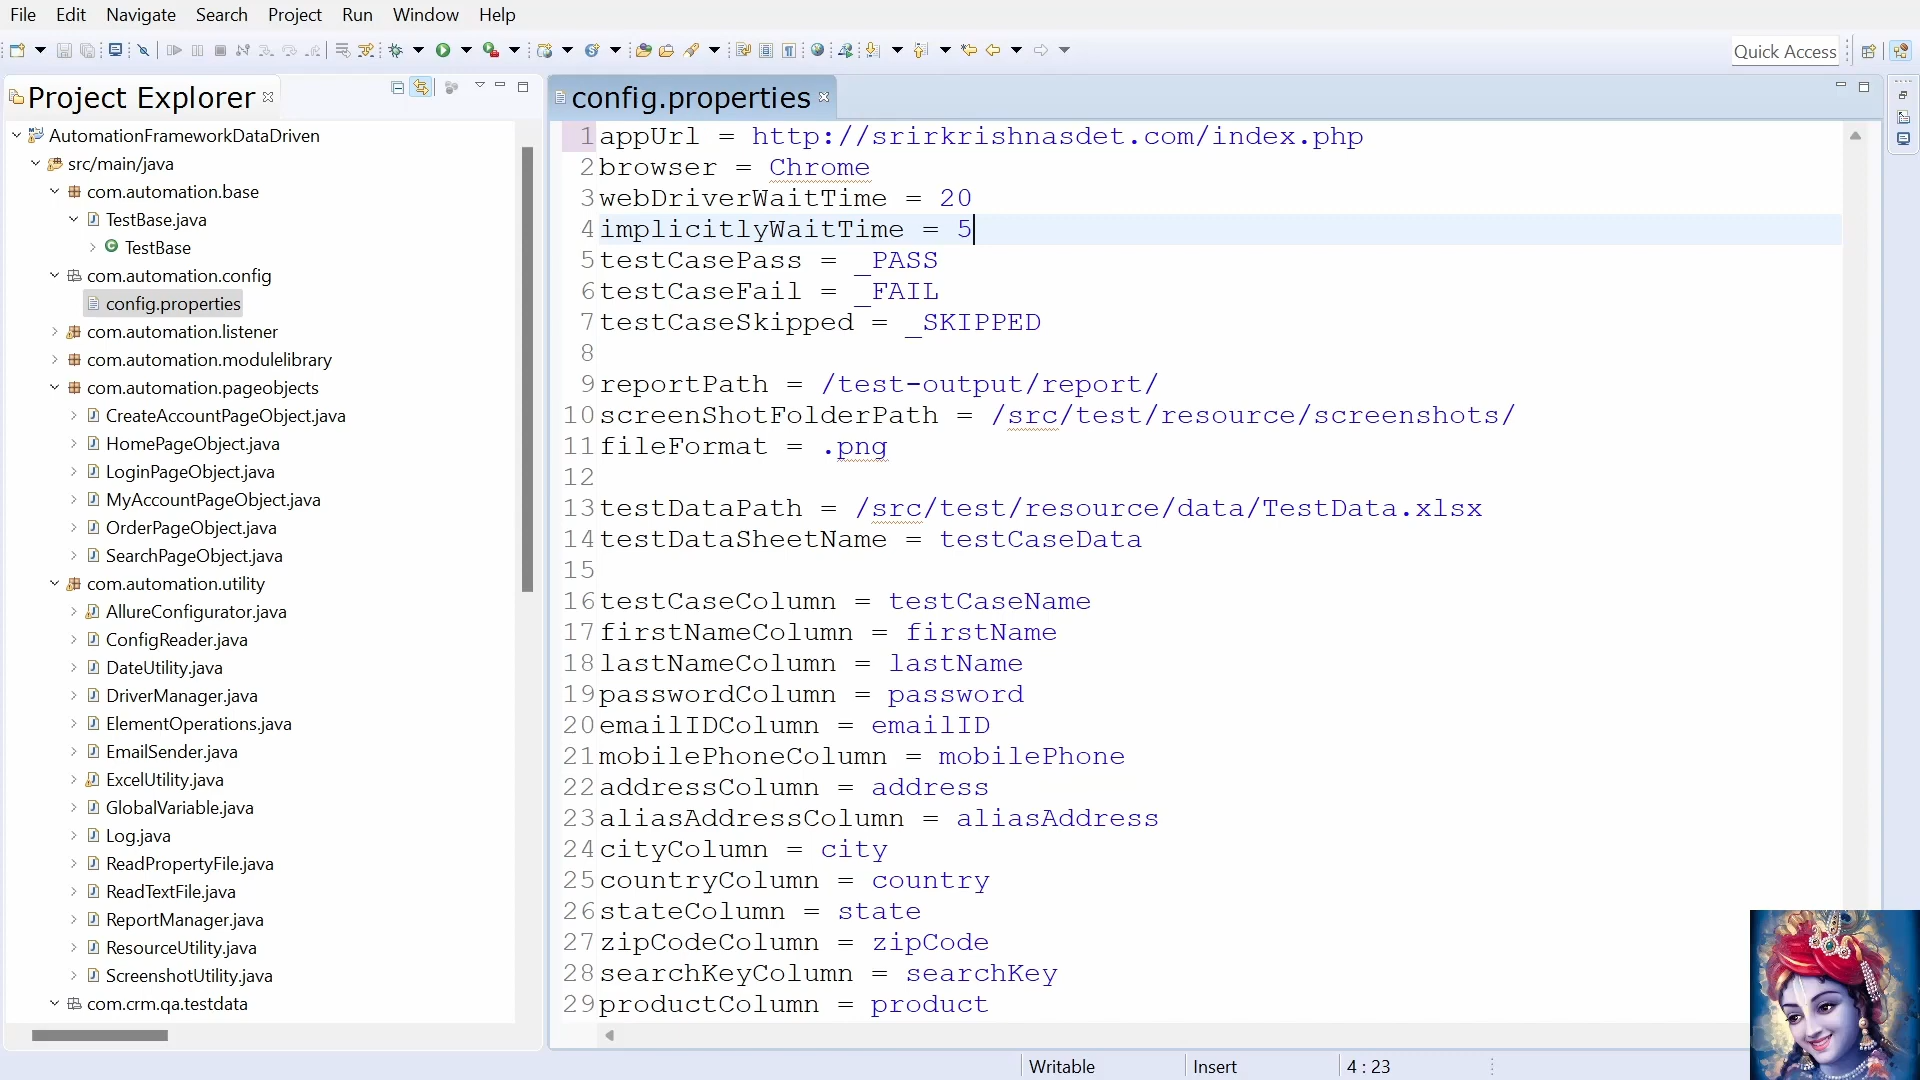 File Edit Navigate Search Project Run Window Help
Quick Access
Project Explorer
config.properties
AutomationFrameworkDataDriven
src/main/java
com.automation.base
TestBase.java
TestBase
com.automation.config
config.properties
com.automation.listener
com.automation.modulelibrary
com.automation.pageobjects
CreateAccountPageObject.java
HomePageObject.java
LoginPageObject.java
MyAccountPageObject.java
OrderPageObject.java
SearchPageObject.java
com.automation.utility
AllureConfigurator.java
ConfigReader.java
DateUtility.java
DriverManager.java
ElementOperations.java
EmailSender.java
ExcelUtility.java
GlobalVariable.java
Log.java
ReadPropertyFile.java
ReadTextFile.java
ReportManager.java
ResourceUtility.java
ScreenshotUtility.java
com.crm.qa.testdata
1 appUrl = http://srirkrishnasdet.com/index.php
2 browser = Chrome
3 webDriverWaitTime = 20
4 implicitlyWaitTime = 5
5 testCasePass = _PASS
6 testCaseFail = _FAIL
7 testCaseSkipped = _SKIPPED
8
9 reportPath = /test-output/report/
10 screenShotFolderPath = /src/test/resource/screenshots/
11 fileFormat = .png
12
13 testDataPath = /src/test/resource/data/TestData.xlsx
14 testDataSheetName = testCaseData
15
16 testCaseColumn = testCaseName
17 firstNameColumn = firstName
18 lastNameColumn = lastName
19 passwordColumn = password
20 emailIDColumn = emailID
21 mobilePhoneColumn = mobilePhone
22 addressColumn = address
23 aliasAddressColumn = aliasAddress
24 cityColumn = city
25 countryColumn = country
26 stateColumn = state
27 zipCodeColumn = zipCode
28 searchKeyColumn = searchKey
29 productColumn = product
Writable Insert 4 : 23